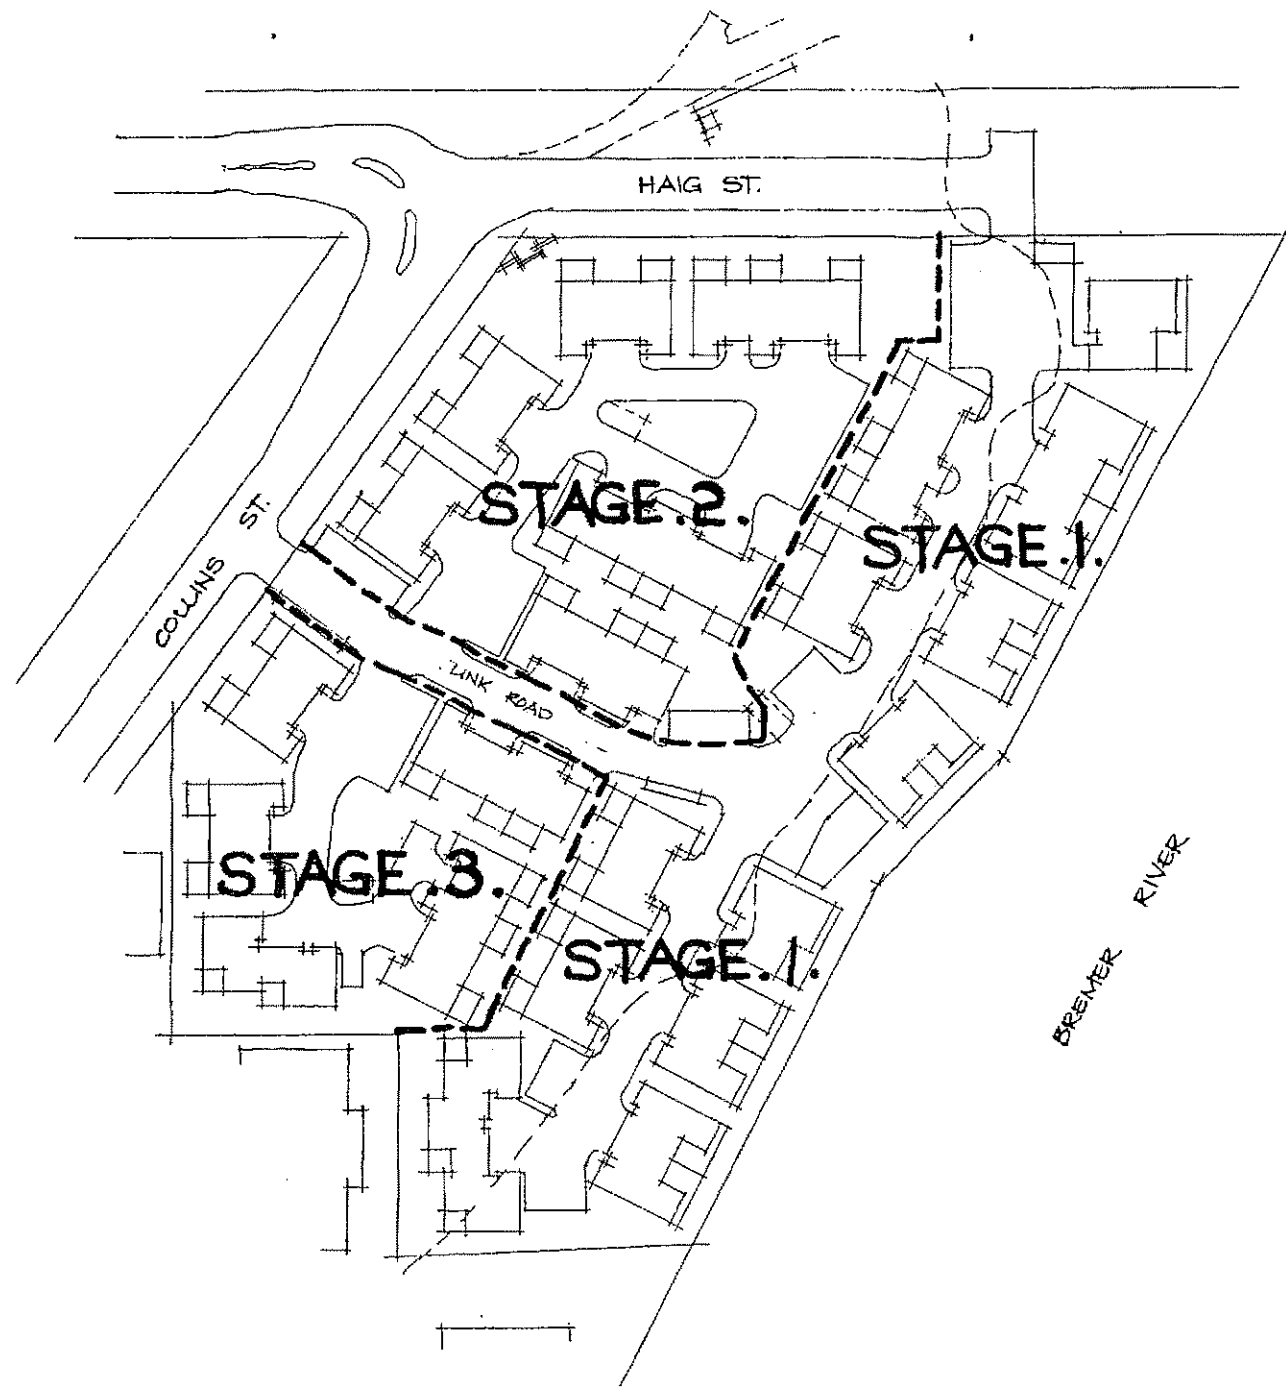 HAIG ST.
STAGE.2.
STAGE.1.
COLLINS ST.
LINK ROAD
STAGE.3.
STAGE.1.
BREMER RIVER